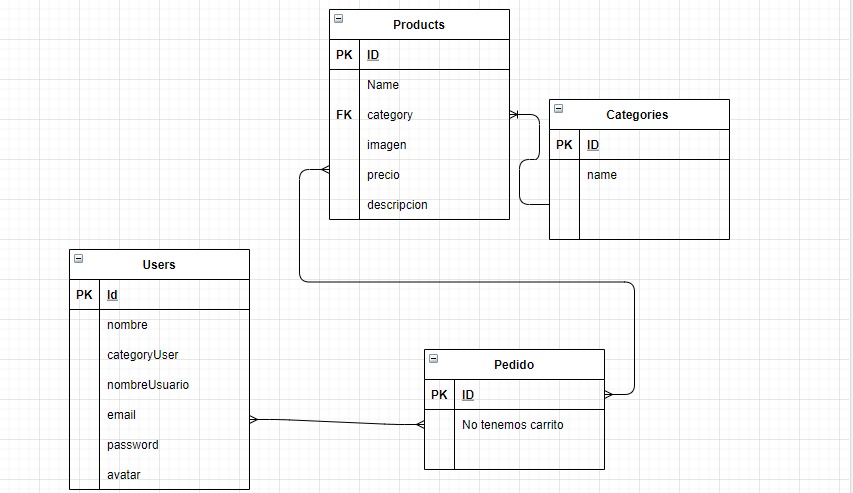 Products
PK ID
Name
FK category
imagen
precio
descripcion
Categories
PK ID
name
Users
PK Id
nombre
categoryUser
nombreUsuario
email
password
avatar
Pedido
PK ID
No tenemos carrito